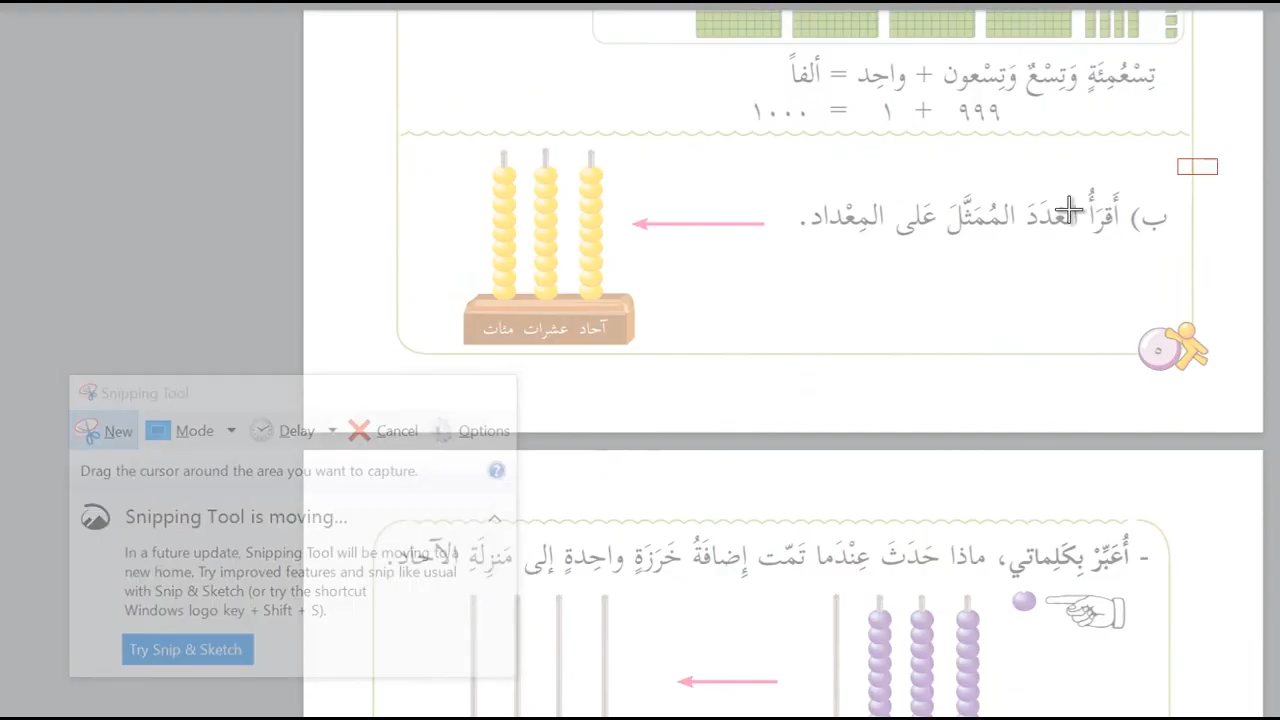 تِسْعُمِئَةٍ وَتِسْعٌ وَتِسْعون + واحِد = ألفاً
٩٩٩ + ١ = ١٠٠٠
ب) أَقرَأُ العَدَدَ المُمَثَّلَ عَلى المِعْداد.
آحاد عشرات مئات
٥
Snipping Tool
New Mode Delay Cancel Options
Drag the cursor around the area you want to capture.
Snipping Tool is moving...
In a future update, Snipping Tool will be moving to a
new home. Try improved features and snip like usual
with Snip & Sketch (or try the shortcut
Windows logo key + Shift + S).
Try Snip & Sketch
- أُعَبِّرُ بِكَلِماتي، ماذا حَدَثَ عِنْدَما تَمّت إضافَةُ خَرَزَةٍ واحِدةٍ إلى مَنزِلَةِ الآحاد.